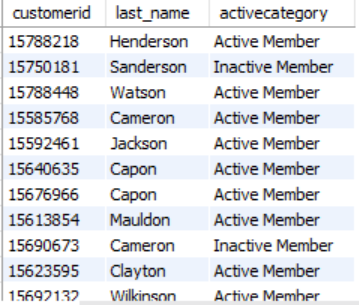 customerid last_name activecategory
15788218 Henderson Active Member
15750181 Sanderson Inactive Member
15788448 Watson Active Member
15585768 Cameron Active Member
15592461 Jackson Active Member
15640635 Capon Active Member
15676966 Capon Active Member
15613854 Mauldon Active Member
15690673 Cameron Inactive Member
15623595 Clayton Active Member
15692132 Wilkinson Active Member